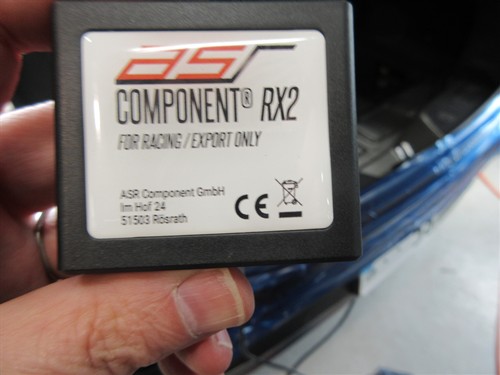 asr
COMPONENT® RX2
FOR RACING / EXPORT ONLY
ASR Component GmbH
Im Hof 24
51503 Rösrath
CE